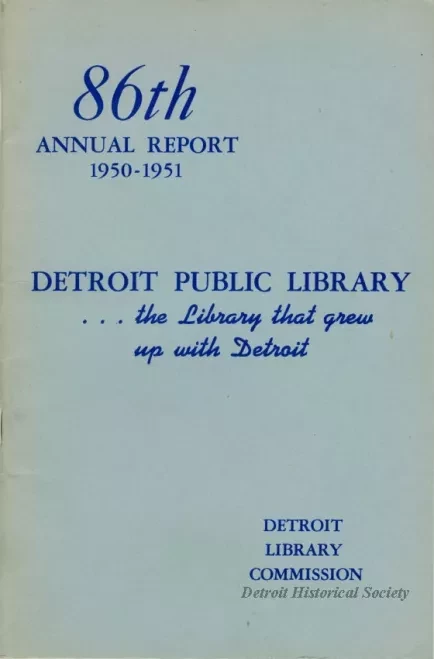 86th
ANNUAL REPORT
1950-1951
DETROIT PUBLIC LIBRARY
. . . the Library that grew
up with Detroit
DETROIT
LIBRARY
COMMISSION
Detroit Historical Society